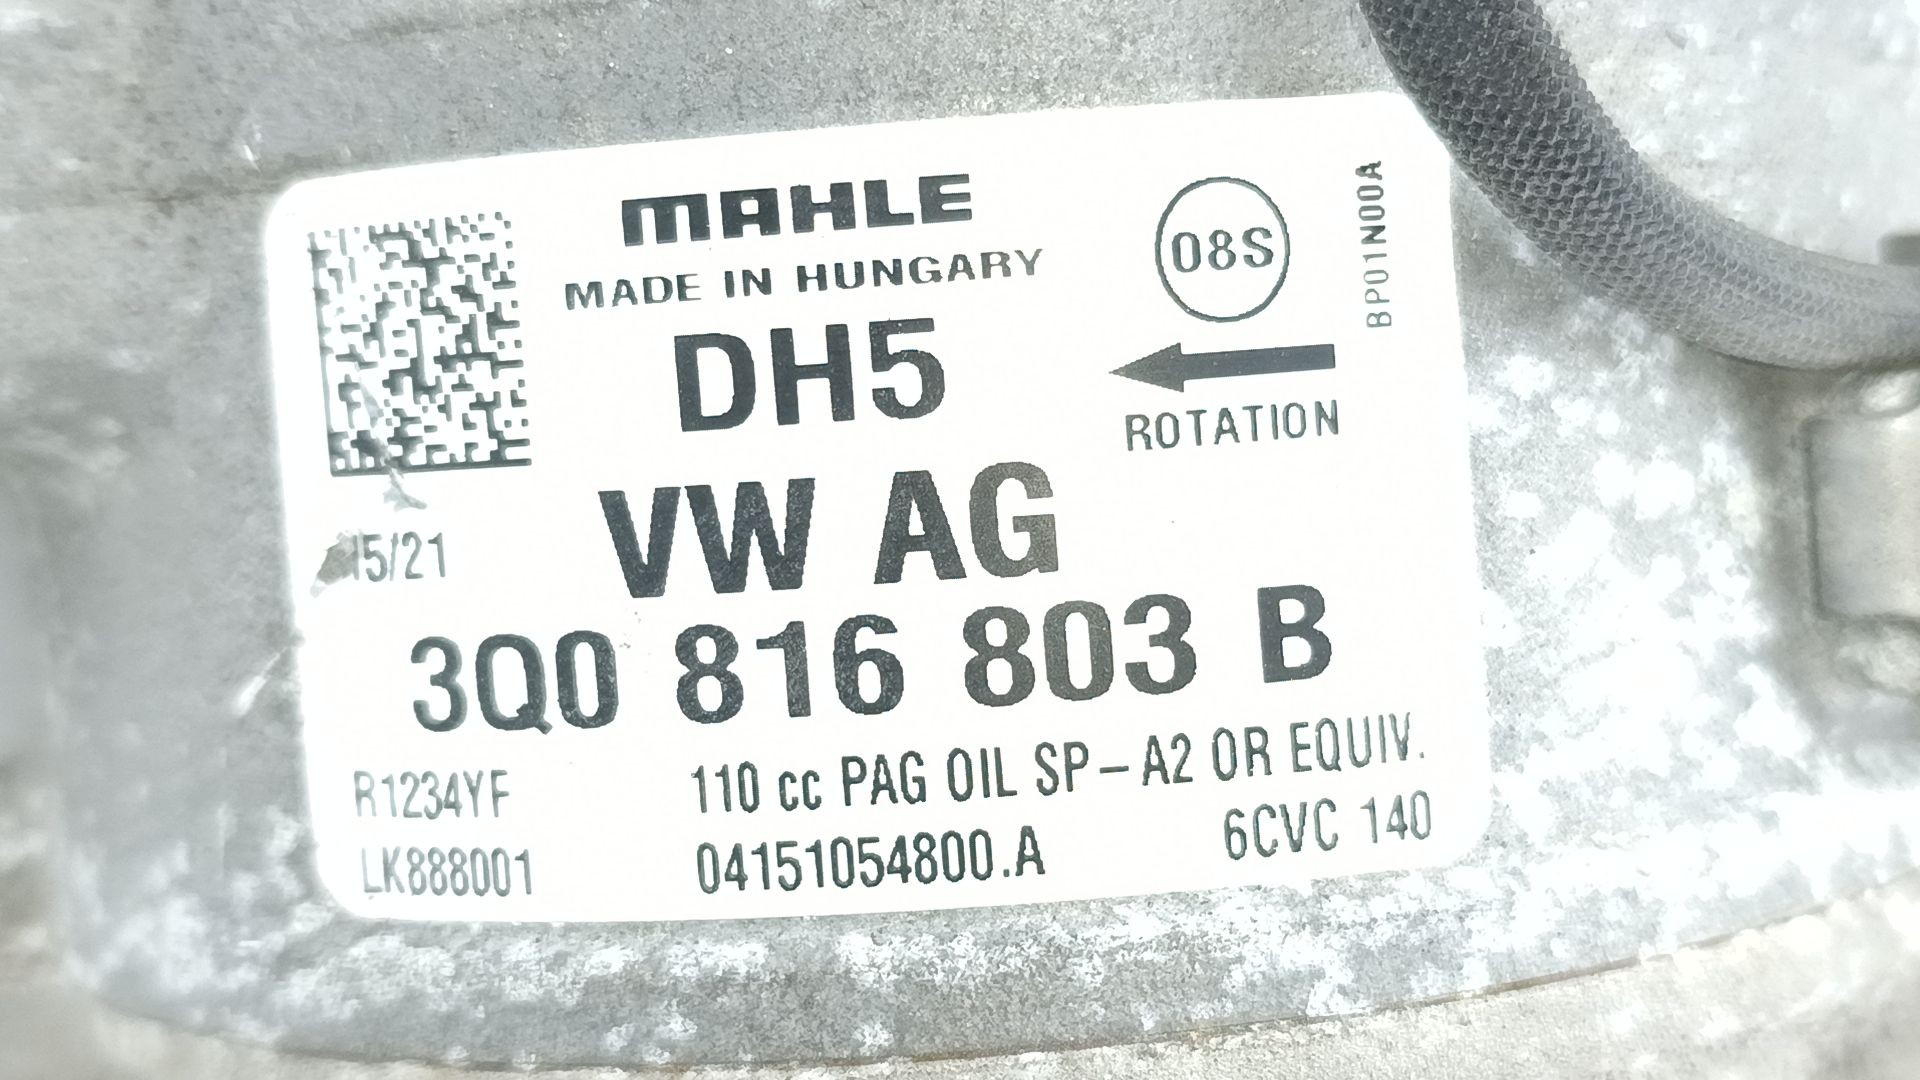 MAHLE
MADE IN HUNGARY
DH5
08S
BP01N00A
ROTATION
VW AG
15/21
3Q0 816 803 B
R1234YF
110 cc PAG OIL SP-A2 OR EQUIV.
LK888001
04151054800.A
6CVC 140